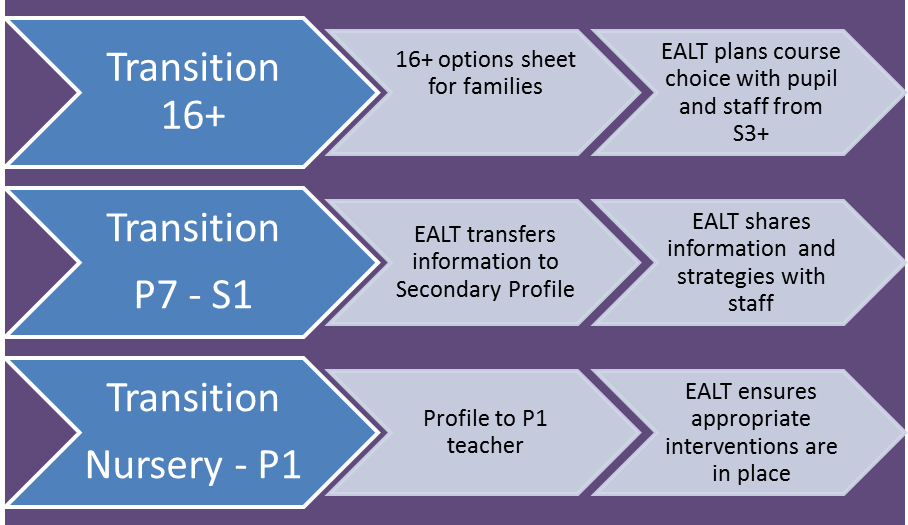 Transition
16+
16+ options sheet
for families
EALT plans course
choice with pupil
and staff from
S3+
Transition
P7 - S1
EALT transfers
information to
Secondary Profile
EALT shares
information and
strategies with
staff
Transition
Nursery - P1
Profile to P1
teacher
EALT ensures
appropriate
interventions are
in place